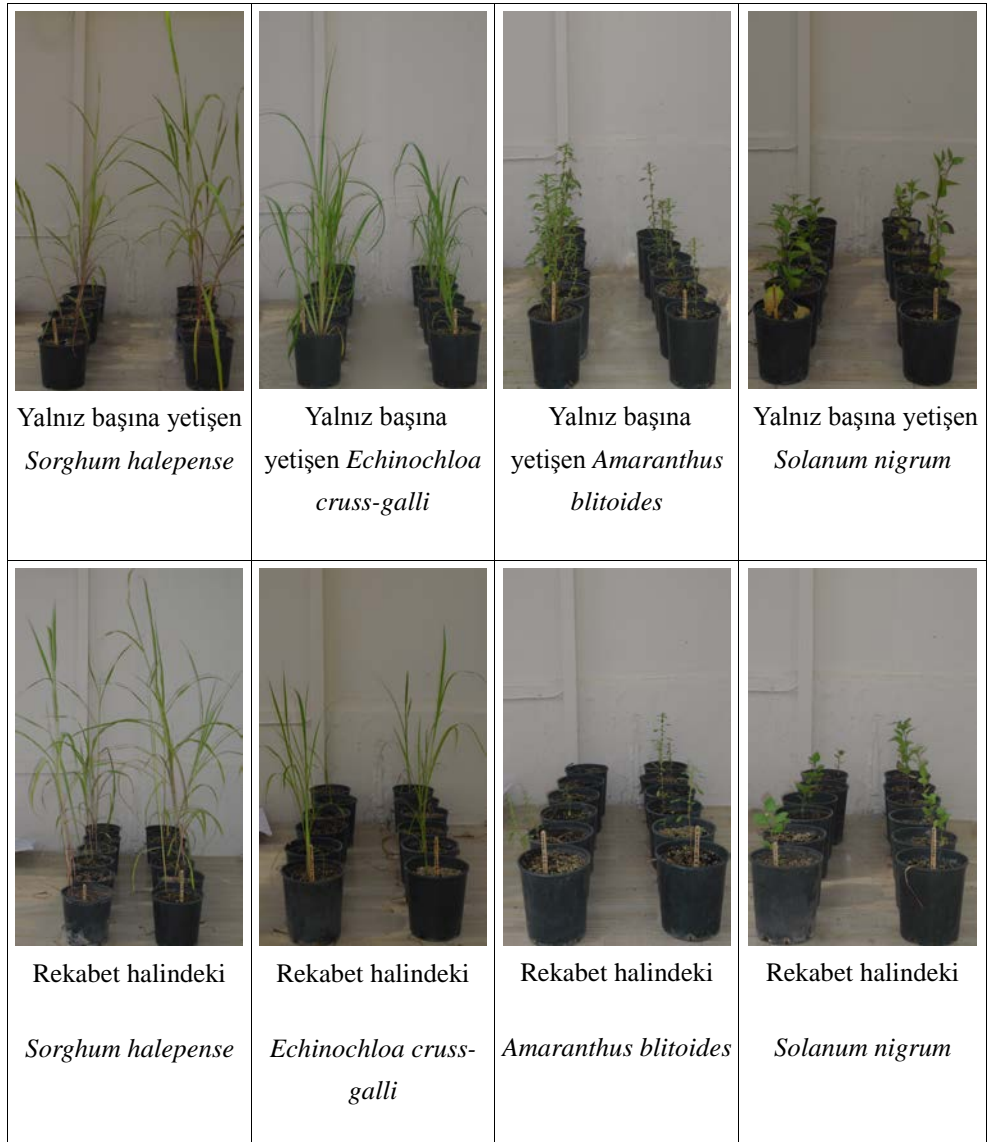 Yalnız başına yetişen
Sorghum halepense
Yalnız başına
yetişen Echinochloa
cruss-galli
Yalnız başına
yetişen Amaranthus
blitoides
Yalnız başına yetişen
Solanum nigrum
Rekabet halindeki
Sorghum halepense
Rekabet halindeki
Echinochloa cruss-
galli
Rekabet halindeki
Amaranthus blitoides
Rekabet halindeki
Solanum nigrum